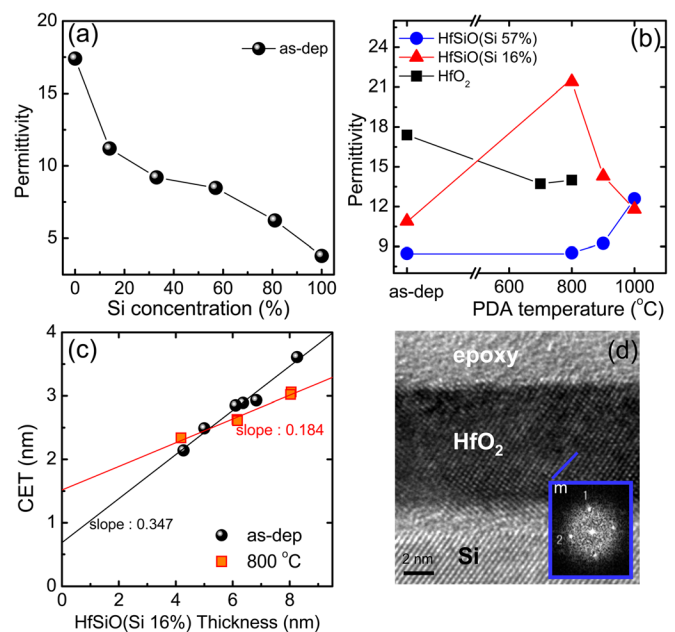 (a)
as-dep
Permittivity
20
15
10
5
0 20 40 60 80 100
Si concentration (%)
(b)
HfSiO(Si 57%)
HfSiO(Si 16%)
HfO2
Permittivity
24
21
18
15
12
9
as-dep 600 800 1000
PDA temperature (°C)
(c)
CET (nm)
4
3
2
1
0
slope : 0.184
slope : 0.347
as-dep
800 °C
0 2 4 6 8
HfSiO(Si 16%) Thickness (nm)
(d)
epoxy
HfO2
m
1
2
2 nm
Si